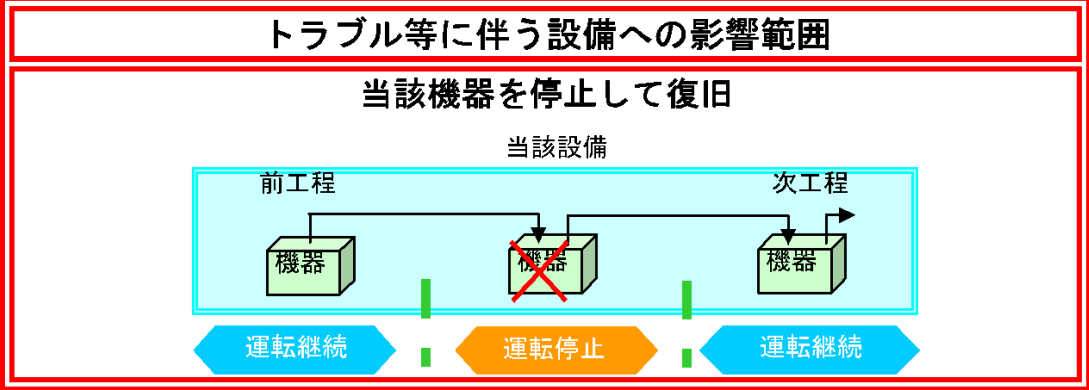 トラブル等に伴う設備への影響範囲
当該機器を停止して復旧
当該設備
前工程
次工程
機器
機器
機器
運転継続
運転停止
運転継続